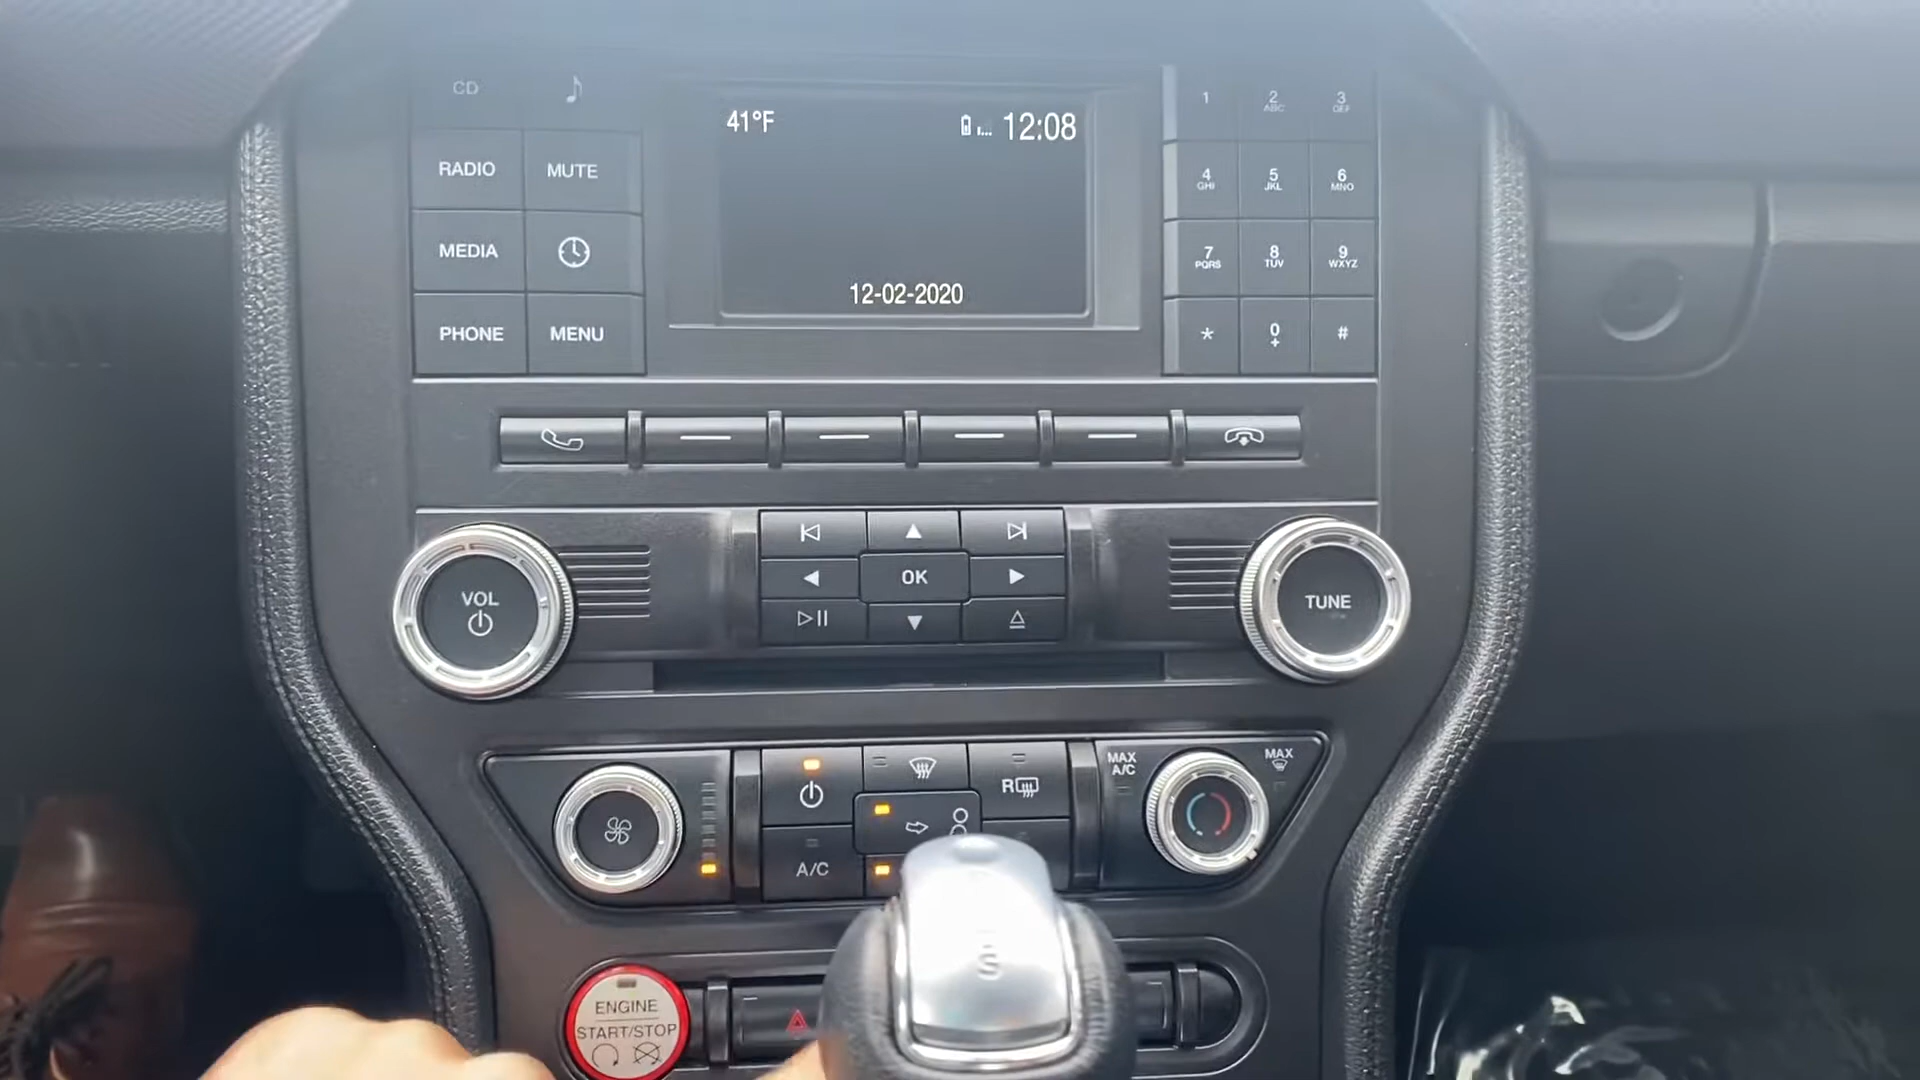 CD
41°F
12:08
1
2
ABC
3
DEF
RADIO
MUTE
4
GHI
5
JKL
6
MNO
MEDIA
7
PQRS
8
TUV
9
WXYZ
12-02-2020
PHONE
MENU
*
0
+
#
VOL
OK
TUNE
MAX
A/C
MAX
R
A/C
S
ENGINE
START/STOP